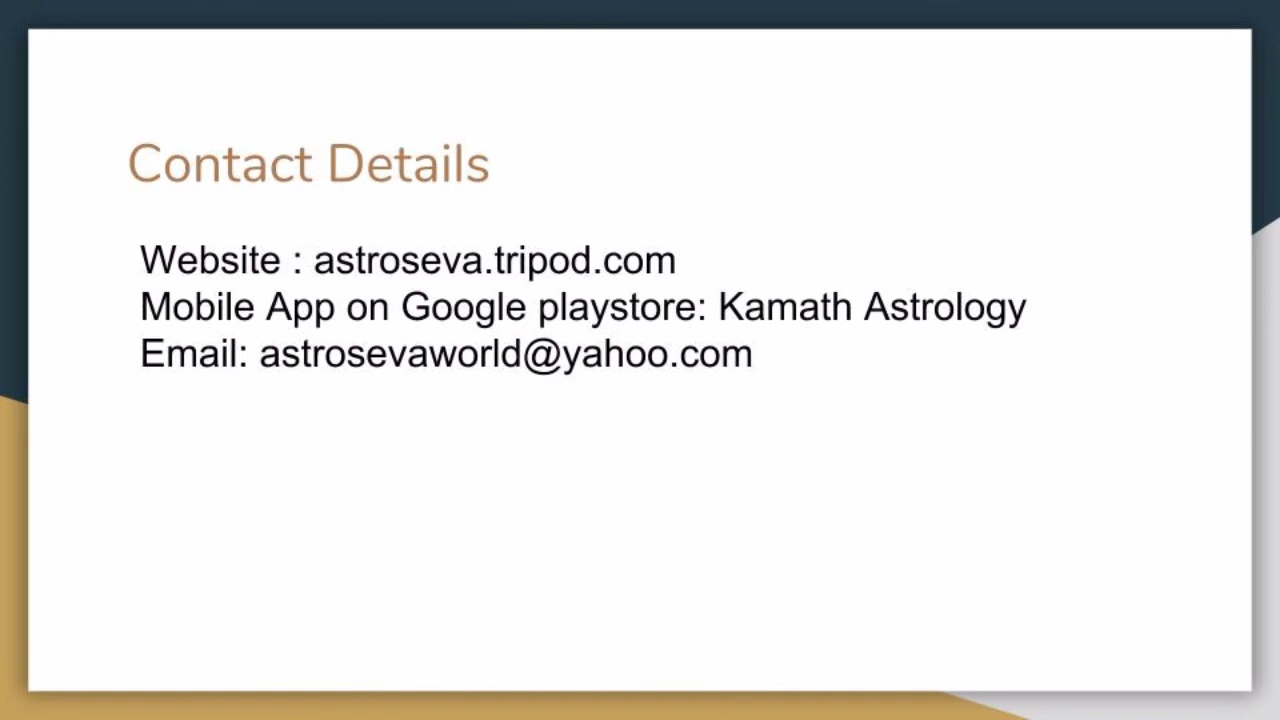 Contact Details
Website : astroseva.tripod.com
Mobile App on Google playstore: Kamath Astrology
Email: astrosevaworld@yahoo.com